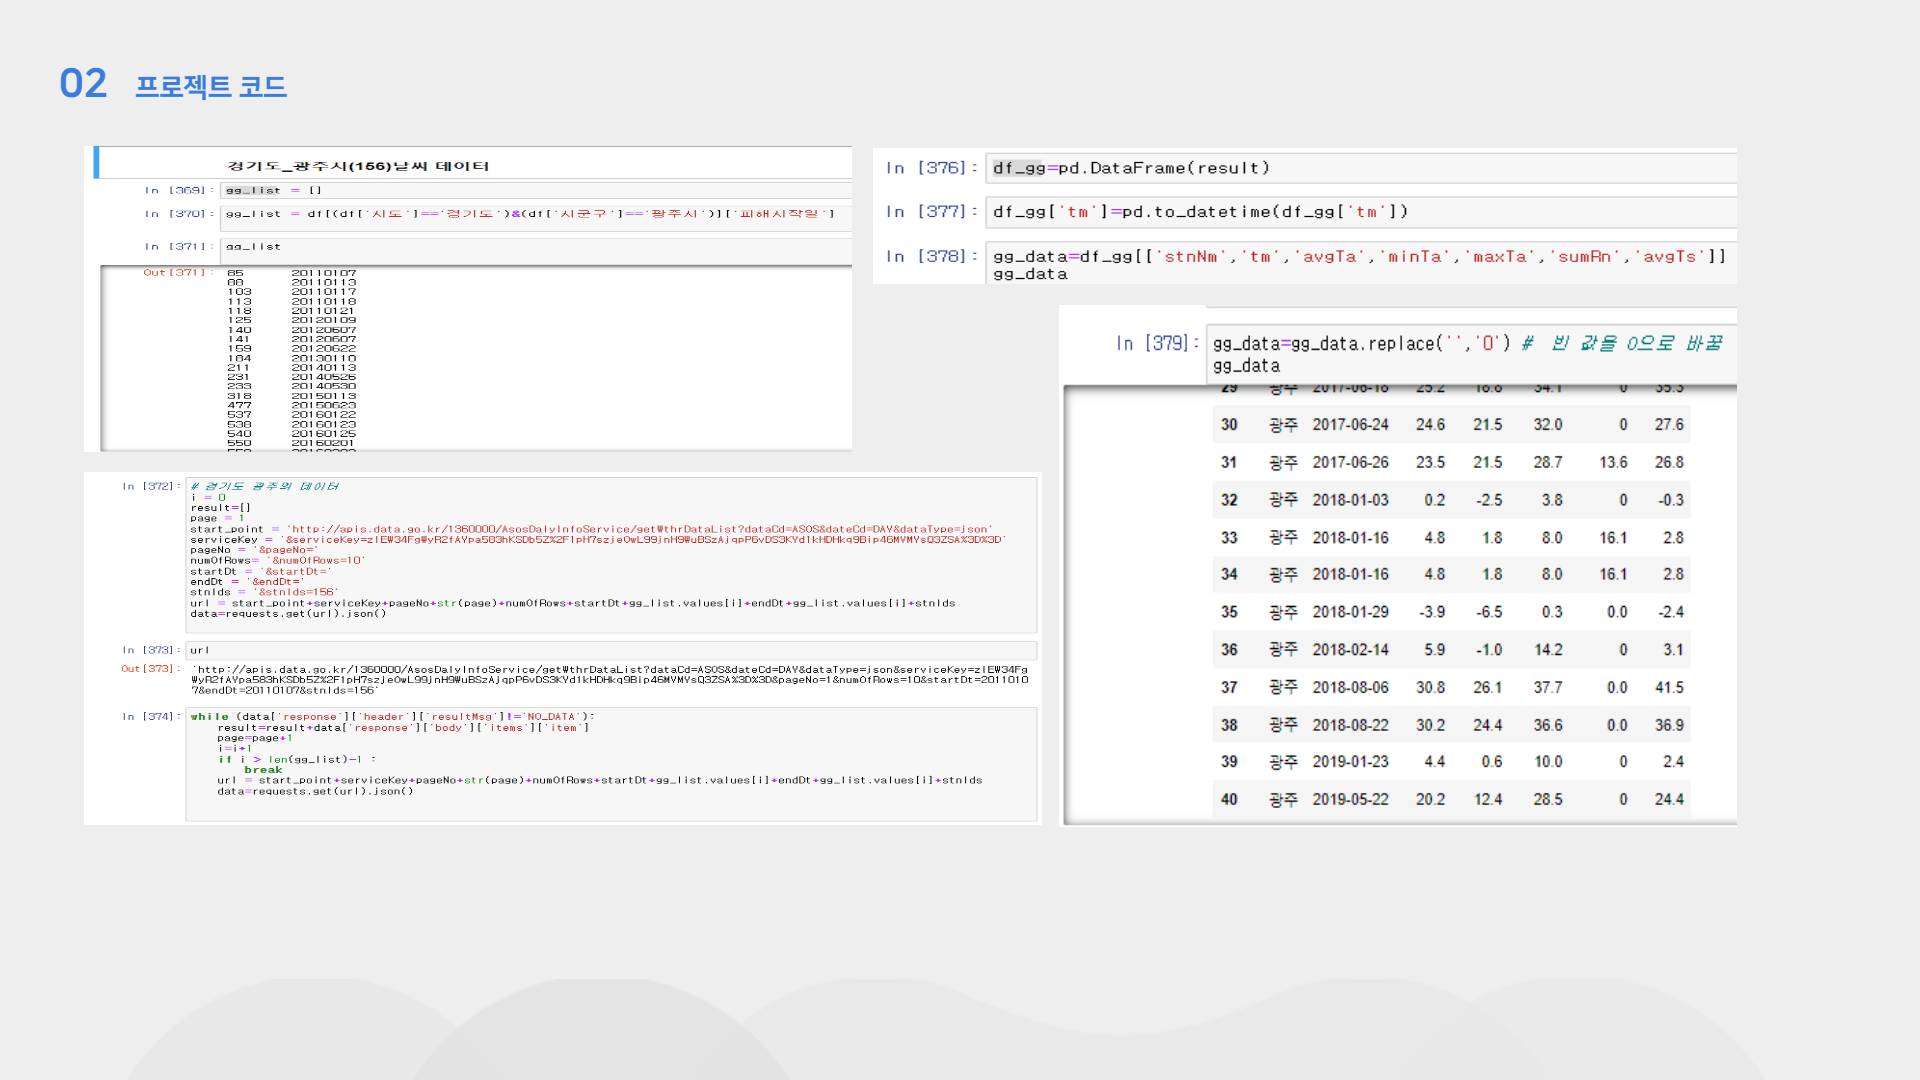 02 프로젝트 코드
경기도_광주시(156)날씨 데이터
In [369]: gg_list = []
In [370]: gg_list = df[(df['시도']=='경기도')&(df['시군구']=='광주시')]['피해시작일']
In [371]: gg_list
Out[371]: 85 20110107
88 20110113
103 20110117
113 20110118
118 20110121
125 20120109
140 20120607
141 20120607
159 20120622
184 20130110
211 20140113
231 20140526
233 20140530
318 20150113
477 20150623
537 20160122
538 20160123
540 20160125
550 20160201
In [372]: # 경기도 광주의 데이터
i = 0
result=[]
page = 1
start_point = 'http://apis.data.go.kr/1360000/AsosDalyInfoService/getWthrDataList?dataCd=ASOS&dateCd=DAY&dataType=json'
pageNo = '&pageNo='
numOfRows= '&numOfRows=10'
startDt = '&startDt='
endDt = '&endDt='
stnIds = '&stnIds=156'
url = start_point+serviceKey+pageNo+str(page)+numOfRows+startDt+gg_list.values[i]+endDt+gg_list.values[i]+stnIds
data=requests.get(url).json()
In [373]: url
Out[373]: 'http://apis.data.go.kr/1360000/AsosDalyInfoService/getWthrDataList?dataCd=ASOS&dateCd=DAY&dataType=json&serviceKey=
7&endDt=20110107&stnIds=156'
In [374]: while (data['response']['header']['resultMsg']!='NO_DATA'):
result=result+data['response']['body']['items']['item']
page=page+1
i=i+1
if i > len(gg_list)-1 :
break
url = start_point+serviceKey+pageNo+str(page)+numOfRows+startDt+gg_list.values[i]+endDt+gg_list.values[i]+stnIds
data=requests.get(url).json()
In [376]: df_gg=pd.DataFrame(result)
In [377]: df_gg['tm']=pd.to_datetime(df_gg['tm'])
In [378]: gg_data=df_gg[['stnNm','tm','avgTa','minTa','maxTa','sumRn','avgTs']]
gg_data
In [379]: gg_data=gg_data.replace('','0') # 빈 값을 0으로 바꿈
gg_data
29 광주 2017-06-18 25.2 18.8 34.1 0 35.3
30 광주 2017-06-24 24.6 21.5 32.0 0 27.6
31 광주 2017-06-26 23.5 21.5 28.7 13.6 26.8
32 광주 2018-01-03 0.2 -2.5 3.8 0 -0.3
33 광주 2018-01-16 4.8 1.8 8.0 16.1 2.8
34 광주 2018-01-16 4.8 1.8 8.0 16.1 2.8
35 광주 2018-01-29 -3.9 -6.5 0.3 0.0 -2.4
36 광주 2018-02-14 5.9 -1.0 14.2 0 3.1
37 광주 2018-08-06 30.8 26.1 37.7 0.0 41.5
38 광주 2018-08-22 30.2 24.4 36.6 0.0 36.9
39 광주 2019-01-23 4.4 0.6 10.0 0 2.4
40 광주 2019-05-22 20.2 12.4 28.5 0 24.4